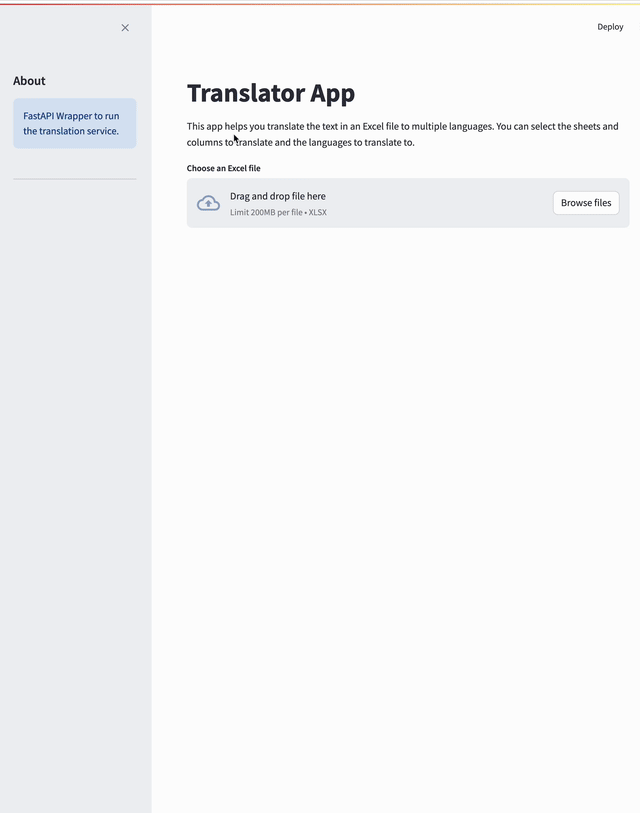 Deploy
About
FastAPI Wrapper to run
the translation service.
Translator App
This app helps you translate the text in an Excel file to multiple languages. You can select the sheets and
columns to translate and the languages to translate to.
Choose an Excel file
Drag and drop file here
Limit 200MB per file • XLSX
Browse files